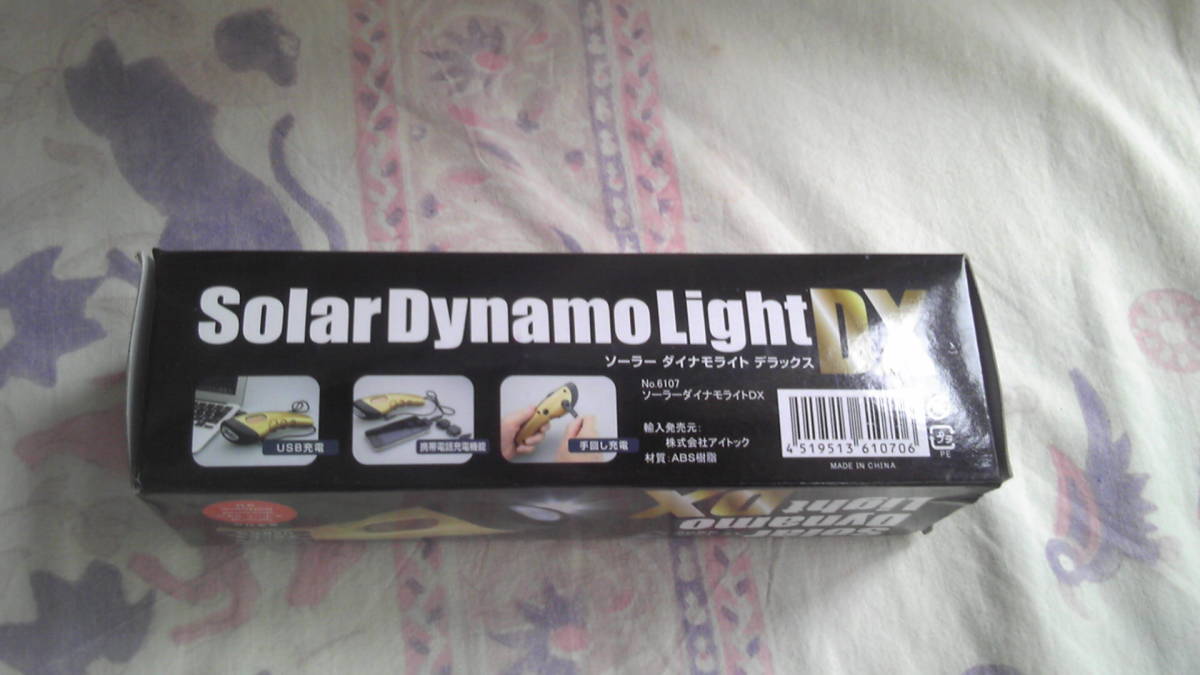 Solar Dynamo Light DX
ソーラー ダイナモライト デラックス
USB充電
携帯電話充電機能
手回し充電
No.6107
ソーラーダイナモライトDX
輸入発売元:
株式会社アイトック
材質:ABS樹脂
4 519513 610706
MADE IN CHINA
プラ
PE
Solar
Dynamo
Light DX